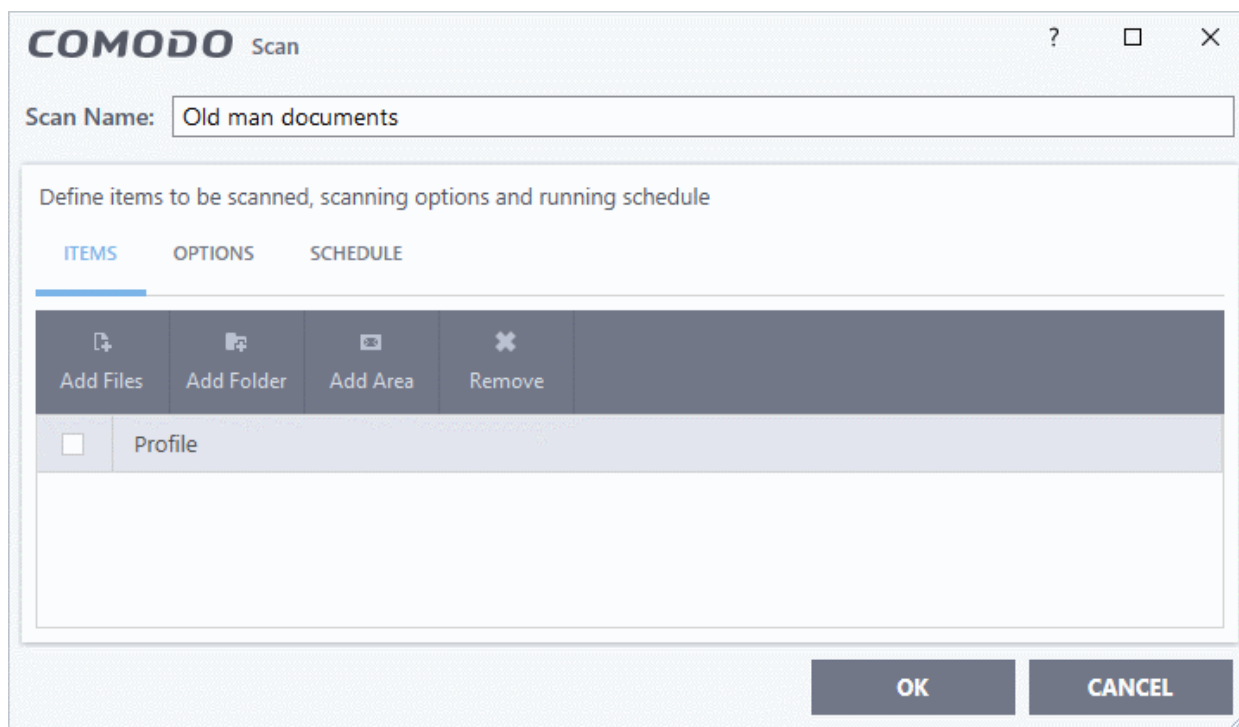 COMODO Scan ?
Scan Name: Old man documents
Define items to be scanned, scanning options and running schedule
ITEMS OPTIONS SCHEDULE
Add Files Add Folder Add Area Remove
Profile
OK CANCEL